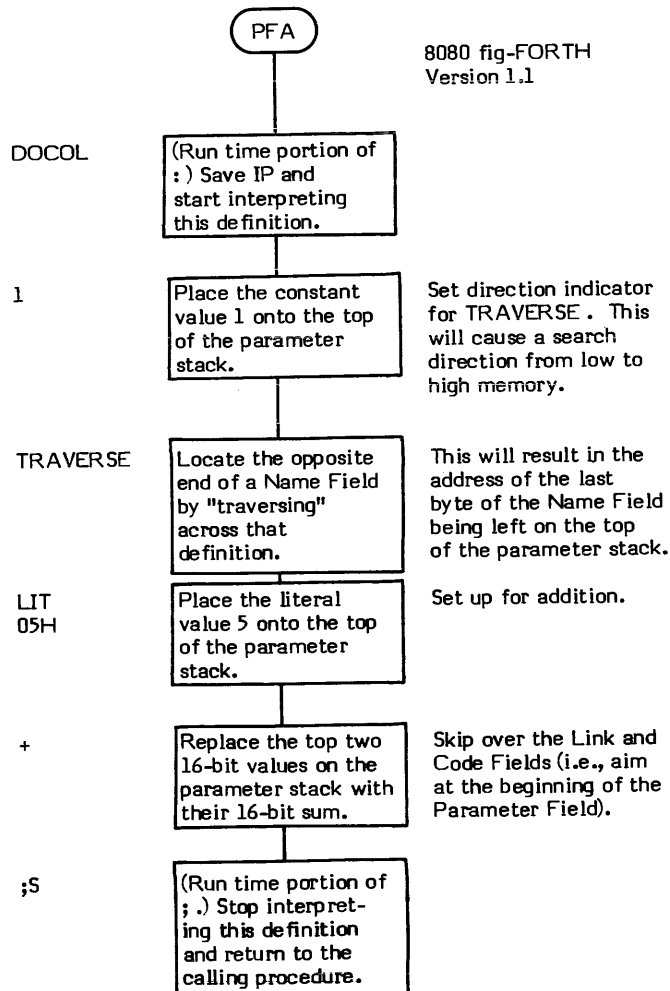 PFA
8080 fig-FORTH
Version 1.1
DOCOL
(Run time portion of
: ) Save IP and
start interpreting
this definition.
1
Place the constant
value 1 onto the top
of the parameter
stack.
Set direction indicator
for TRAVERSE . This
will cause a search
direction from low to
high memory.
TRAVERSE
Locate the opposite
end of a Name Field
by "traversing"
across that
definition.
This will result in the
address of the last
byte of the Name Field
being left on the top
of the parameter stack.
LIT
05H
Place the literal
value 5 onto the top
of the parameter
stack.
Set up for addition.
+
Replace the top two
16-bit values on the
parameter stack with
their 16-bit sum.
Skip over the Link and
Code Fields (i.e., aim
at the beginning of the
Parameter Field).
;S
(Run time portion of
; .) Stop interpret-
ing this definition
and return to the
calling procedure.